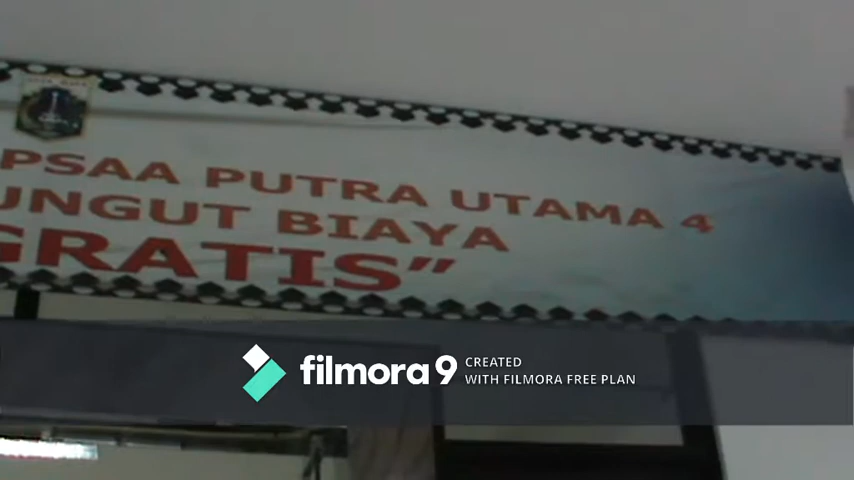 PSAA PUTRA UTAMA 4
UNGUT BIAYA
GRATIS"
filmora 9 CREATED
WITH FILMORA FREE PLAN